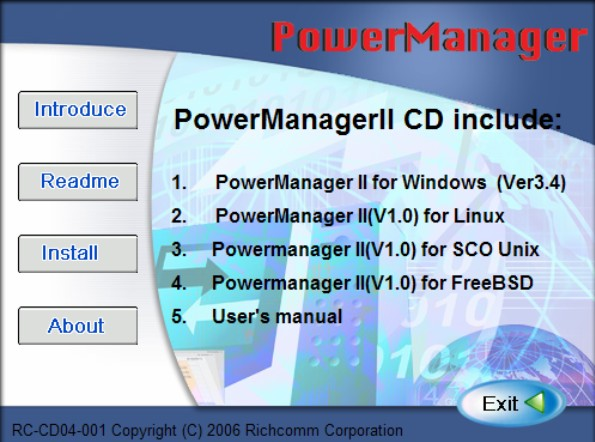 PowerManager
Introduce
Readme
Install
About
PowerManagerII CD include:
1. PowerManager II for Windows (Ver3.4)
2. PowerManager II(V1.0) for Linux
3. Powermanager II(V1.0) for SCO Unix
4. Powermanager II(V1.0) for FreeBSD
5. User's manual
Exit
RC-CD04-001 Copyright (C) 2006 Richcomm Corporation